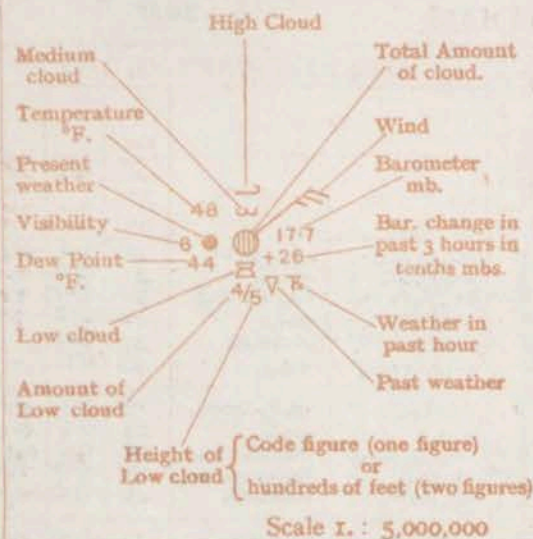 High Cloud
Medium
cloud
Total Amount
of cloud.
Temperature
°F.
Wind
Present
weather
Barometer
mb.
48
Visibility
6
17·7
Bar. change in
past 3 hours in
tenths mbs.
+26
Dew Point
°F.
44
4/5
Low cloud
Weather in
past hour
Amount of
Low cloud
Past weather
Height of
Low cloud
Code figure (one figure)
or
hundreds of feet (two figures)
Scale 1. : 5,000,000